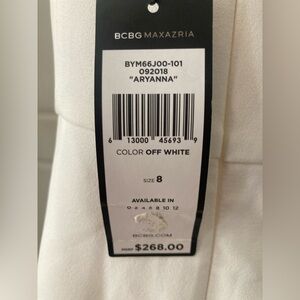 BCBGMAXAZRIA
BYM66J00-101
092018
"ARYANNA"
6 13000 45693 9
COLOR OFF WHITE
SIZE 8
AVAILABLE IN
0 2 4 6 8 10 12
BCBG.COM
MSRP $268.00